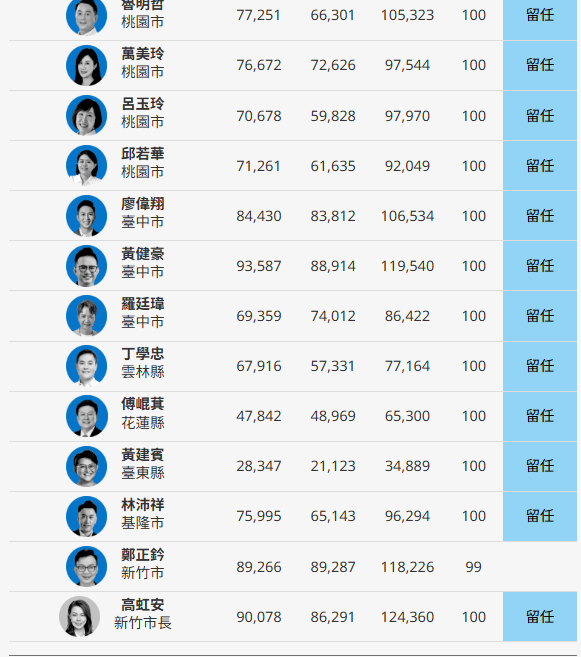 魯明哲
桃園市
77,251 66,301 105,323 100 留任
萬美玲
桃園市
76,672 72,626 97,544 100 留任
呂玉玲
桃園市
70,678 59,828 97,970 100 留任
邱若華
桃園市
71,261 61,635 92,049 100 留任
廖偉翔
臺中市
84,430 83,812 106,534 100 留任
黃健豪
臺中市
93,587 88,914 119,540 100 留任
羅廷瑋
臺中市
69,359 74,012 86,422 100 留任
丁學忠
雲林縣
67,916 57,331 77,164 100 留任
傅崐萁
花蓮縣
47,842 48,969 65,300 100 留任
黃建賓
臺東縣
28,347 21,123 34,889 100 留任
林沛祥
基隆市
75,995 65,143 96,294 100 留任
鄭正鈐
新竹市
89,266 89,287 118,226 99
高虹安
新竹市長
90,078 86,291 124,360 100 留任